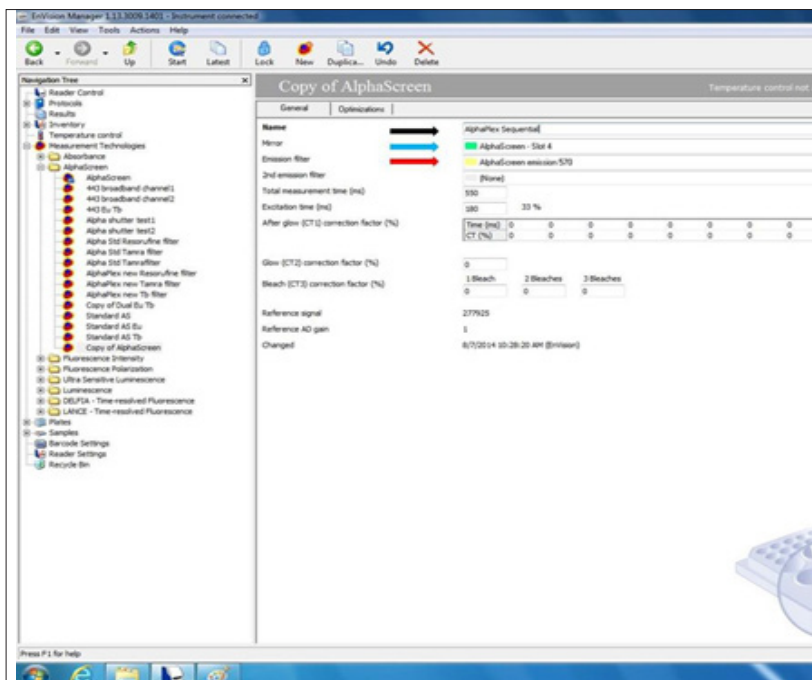 EnVision Manager 1.13.3009.1401 - Instrument connected
File Edit View Tools Actions Help
Back Forward Up Start Latest Lock New Duplica... Undo Delete
Navigation Tree
Reader Control
Protocols
Results
Inventory
Temperature control
Measurement Technologies
Absorbance
AlphaScreen
AlphaScreen
443 broadband channel1
443 broadband channel2
443 Eu Tb
Alpha shutter test1
Alpha shutter test2
Alpha Std Resorufine filter
Alpha Std Tamra filter
Alpha Std Tamrafilter
AlphaPlex new Resorufine filter
AlphaPlex new Tamra filter
AlphaPlex new Tb filter
Copy of Dual Eu Tb
Standard AS
Standard AS Eu
Standard AS Tb
Copy of AlphaScreen
Fluorescence Intensity
Fluorescence Polarization
Ultra Sensitive Luminescence
Luminescence
DELFIA - Time-resolved Fluorescence
LANCE - Time-resolved Fluorescence
Plates
Samples
Barcode Settings
Reader Settings
Recycle Bin
Copy of AlphaScreen Temperature control not
General Optimizations
Name AlphaPlex Sequential
Mirror AlphaScreen - Slot 4
Emission filter AlphaScreen emission 570
2nd emission filter (None)
Total measurement time (ms) 550
Excitation time (ms) 180 33 %
After glow (CT1) correction factor (%) Time (ms) 0 0 0 0 0 0 0 0
CT (%) 0 0 0 0 0 0 0 0
Glow (CT2) correction factor (%) 0
1 Bleach 2 Bleaches 3 Bleaches
Bleach (CT3) correction factor (%) 0 0 0
Reference signal 277925
Reference AD gain 1
Changed 8/7/2014 10:28:20 AM (EnVision)
Press F1 for help